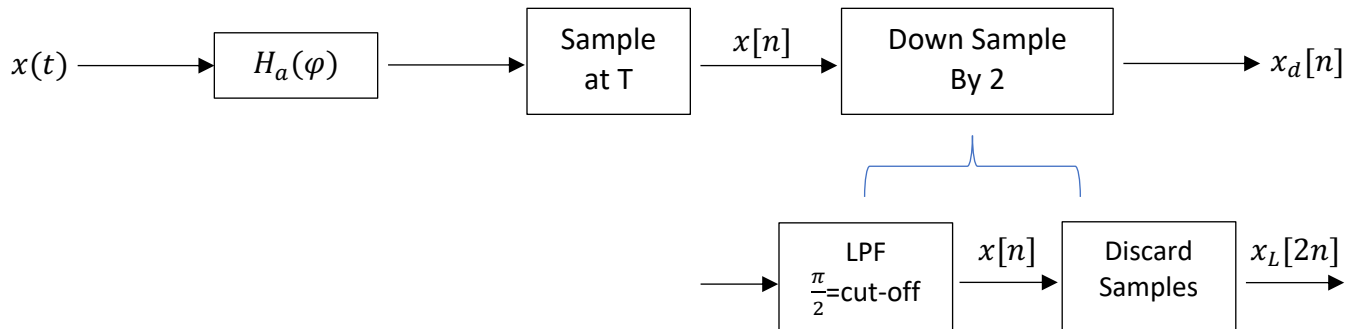 x(t)
H_a(φ)
Sample
at T
x[n]
Down Sample
By 2
x_d[n]
LPF
π/2=cut-off
x[n]
Discard
Samples
x_L[2n]